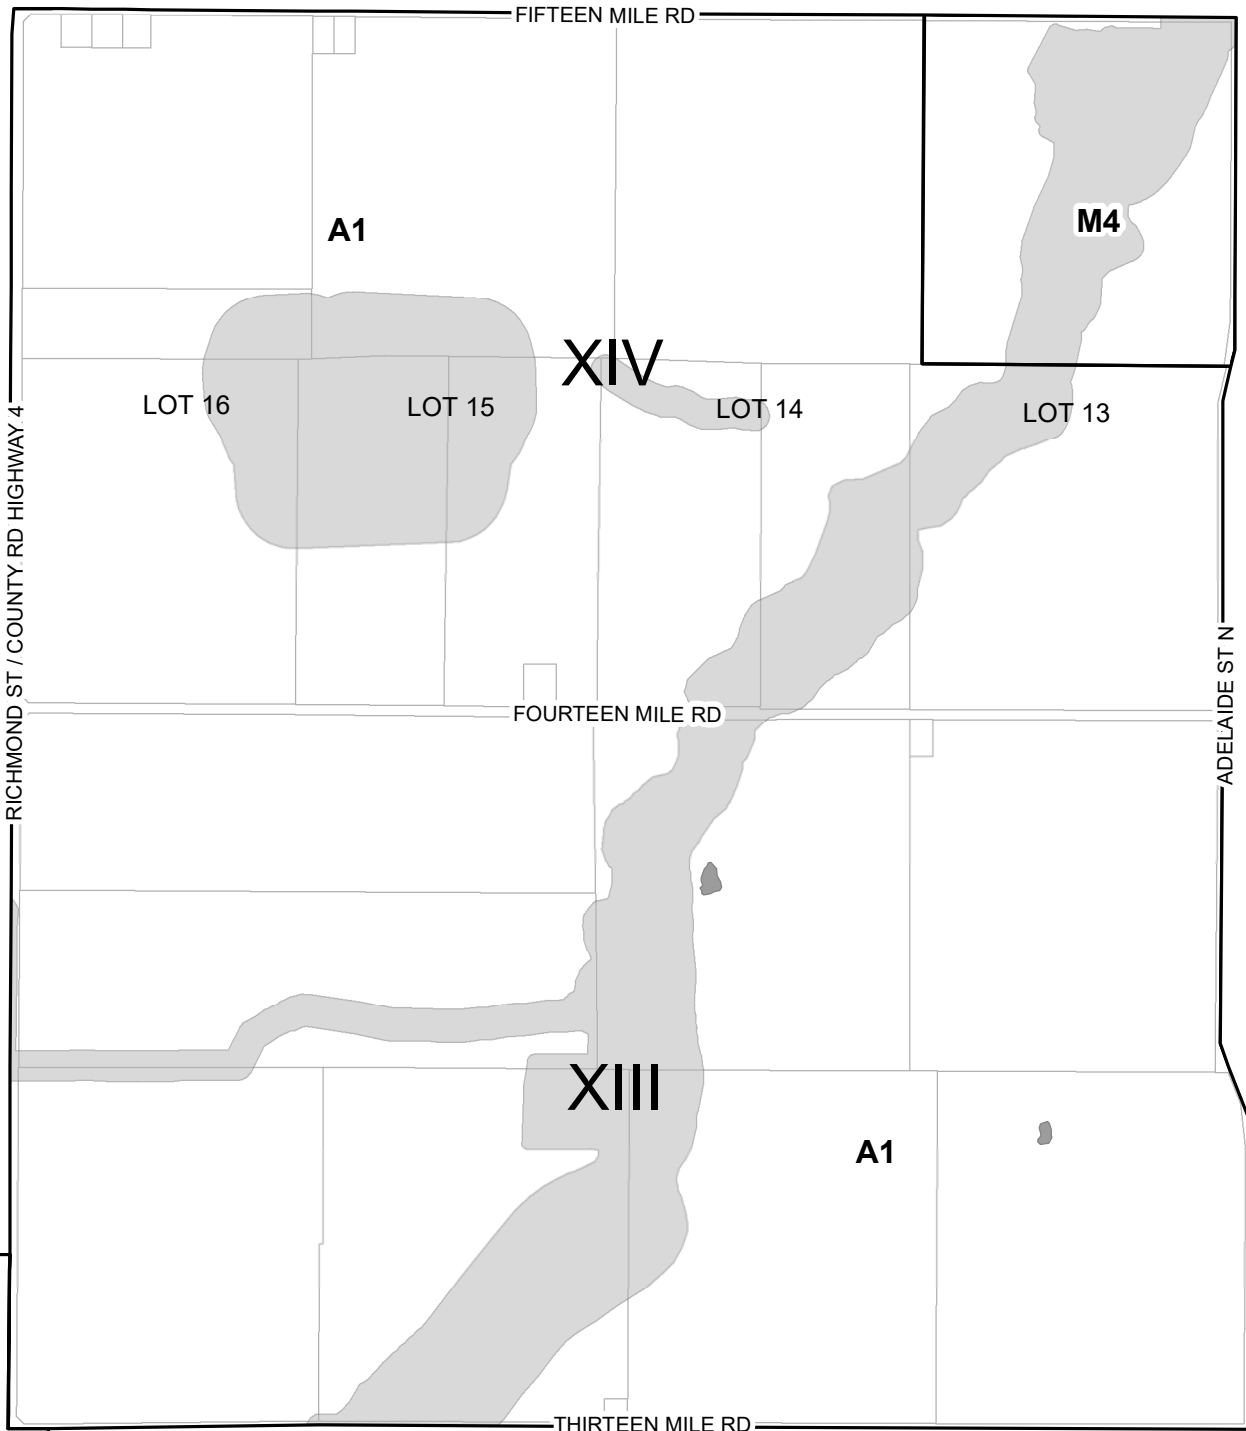 FIFTEEN MILE RD
M4
A1
XIV
LOT 16
LOT 15
LOT 14
LOT 13
RICHMOND ST / COUNTY RD HIGHWAY 4
ADELAIDE ST N
FOURTEEN MILE RD
XIII
A1
THIRTEEN MILE RD